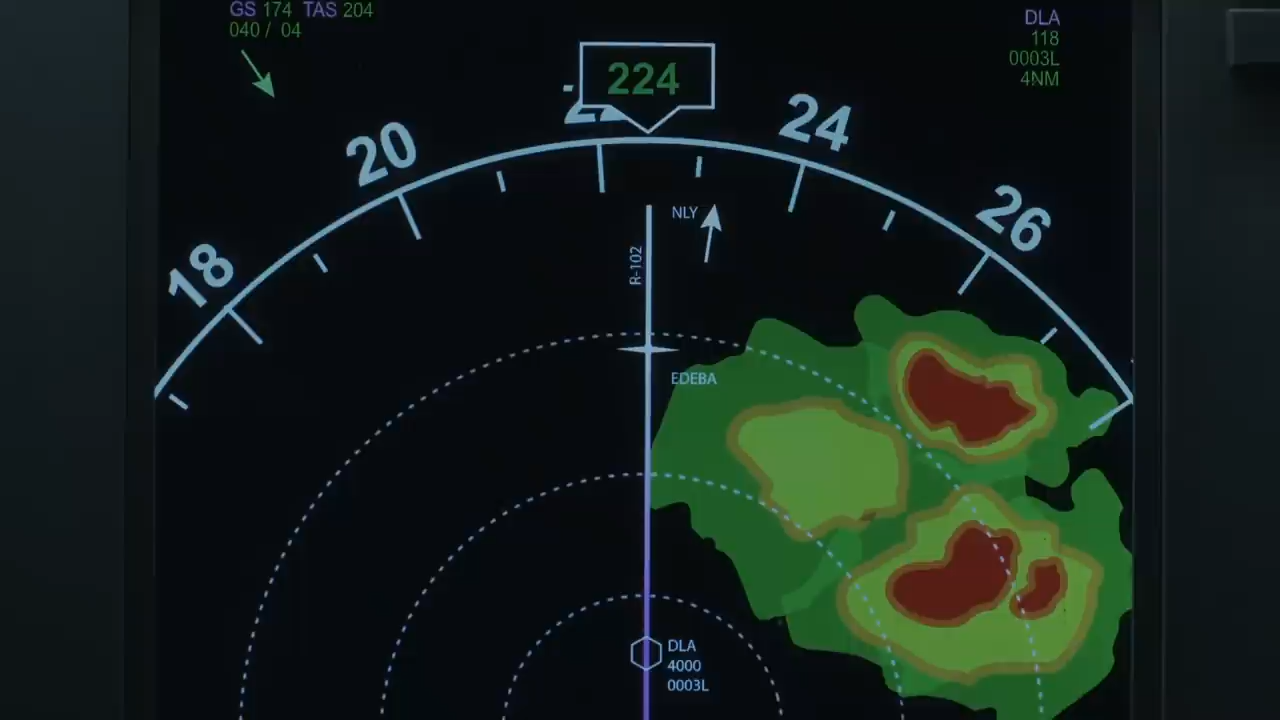 GS 174 TAS 204
040 / 04
DLA
118
0003L
4NM
224
18
20
24
26
NLY
R-102
EDEBA
DLA
4000
0003L